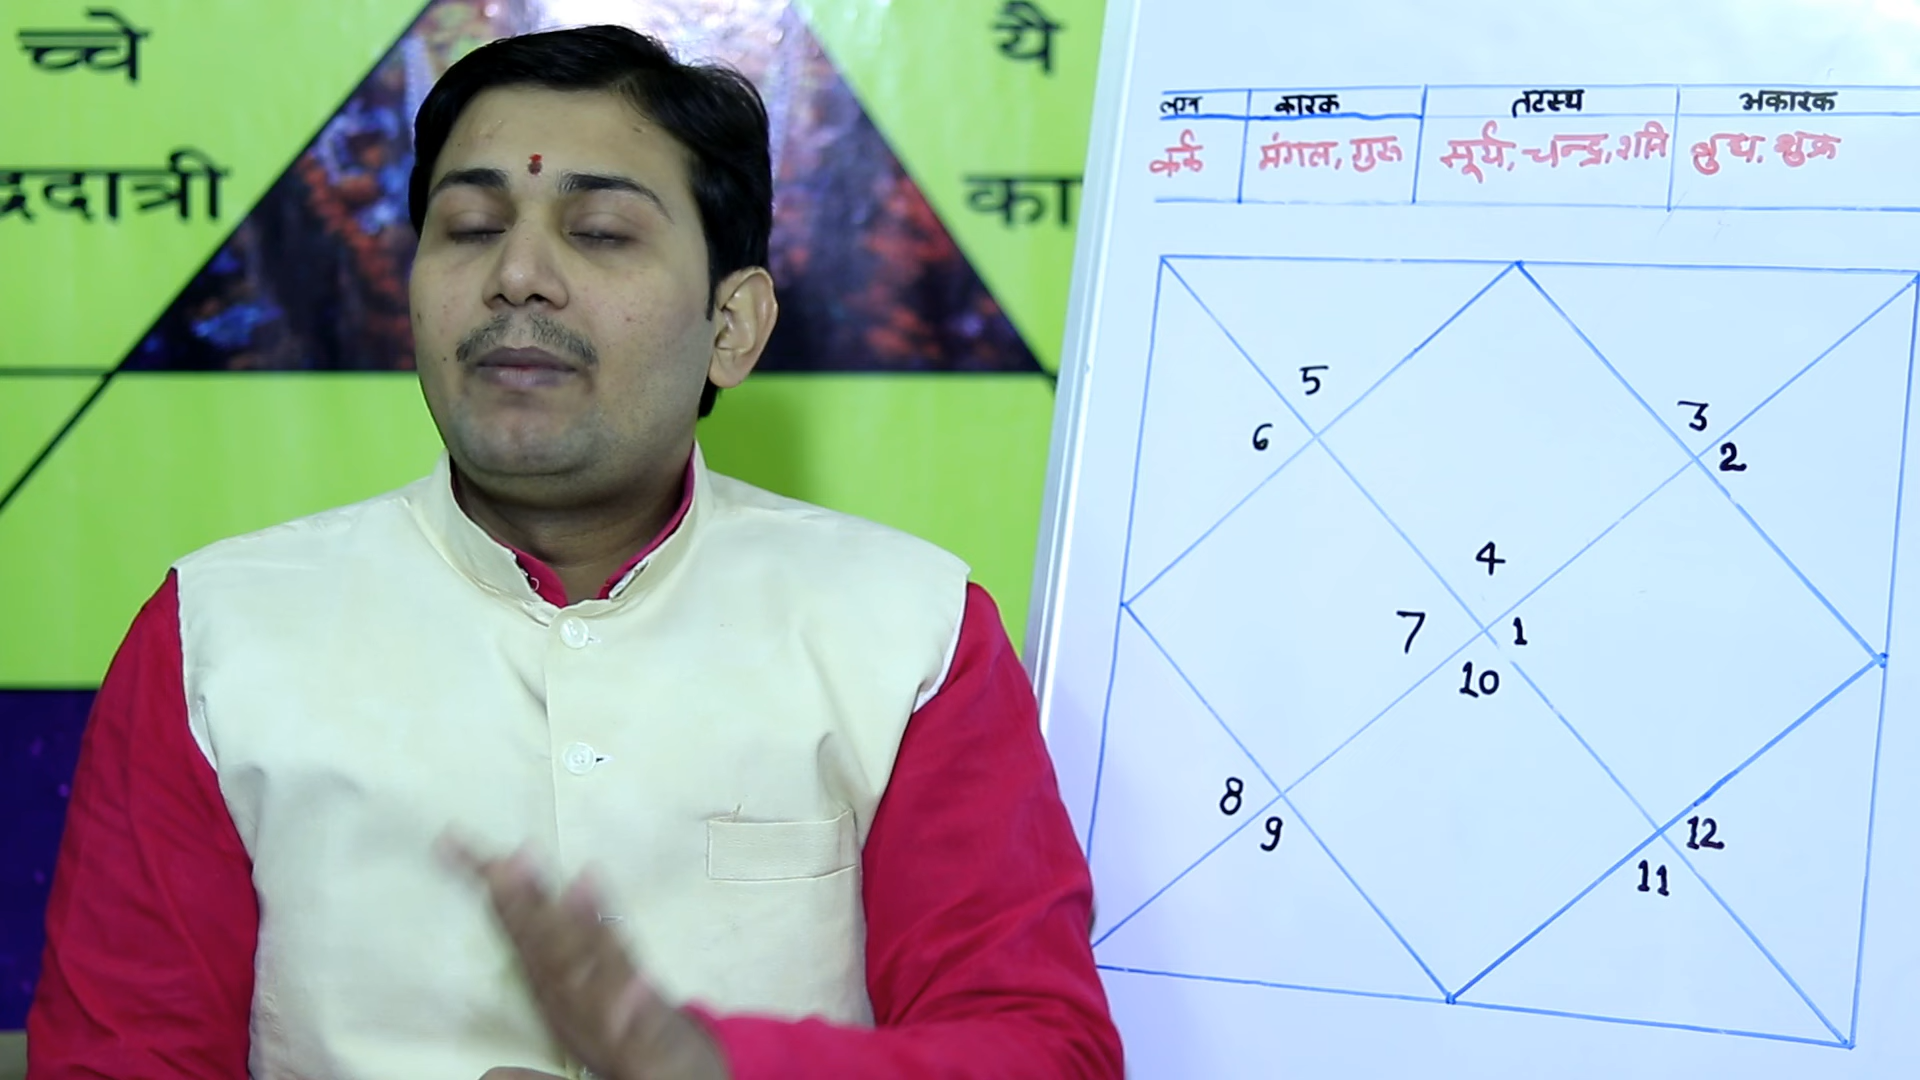 च्चे
यै
द्रदात्री
का
लग्न कारक तटस्थ अकारक
कर्क मंगल, गुरु सूर्य, चन्द्र, शनि बुध, शुक्र
5
3
6
2
4
7
1
10
8
9
12
11